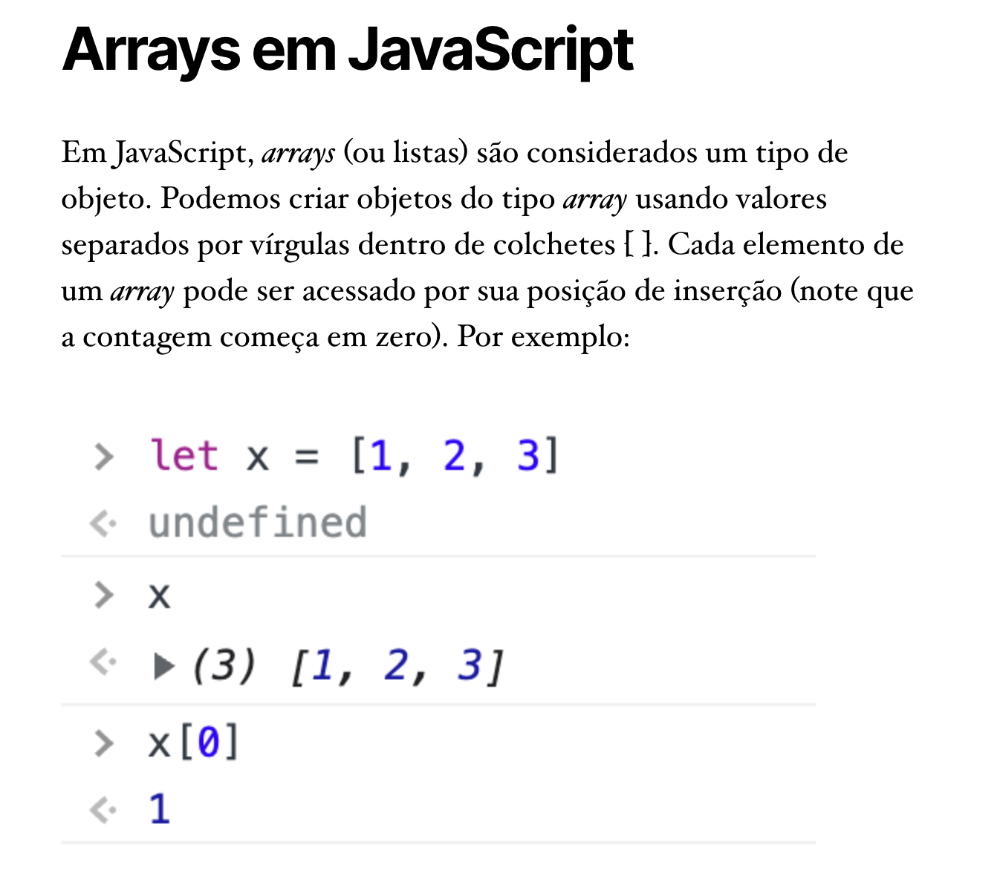 Arrays em JavaScript
Em JavaScript, arrays (ou listas) são considerados um tipo de
objeto. Podemos criar objetos do tipo array usando valores
separados por vírgulas dentro de colchetes [ ]. Cada elemento de
um array pode ser acessado por sua posição de inserção (note que
a contagem começa em zero). Por exemplo:
> let x = [1, 2, 3]
<· undefined
> x
<· ▶ (3) [1, 2, 3]
> x[0]
<· 1